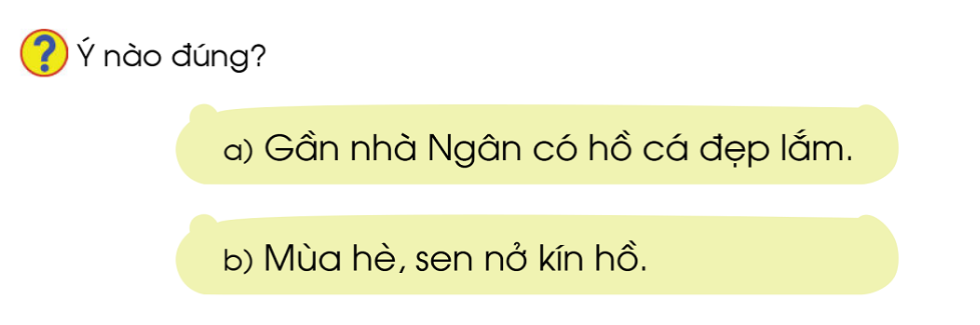 ? Ý nào đúng?
a) Gần nhà Ngân có hồ cá đẹp lắm.
b) Mùa hè, sen nở kín hồ.